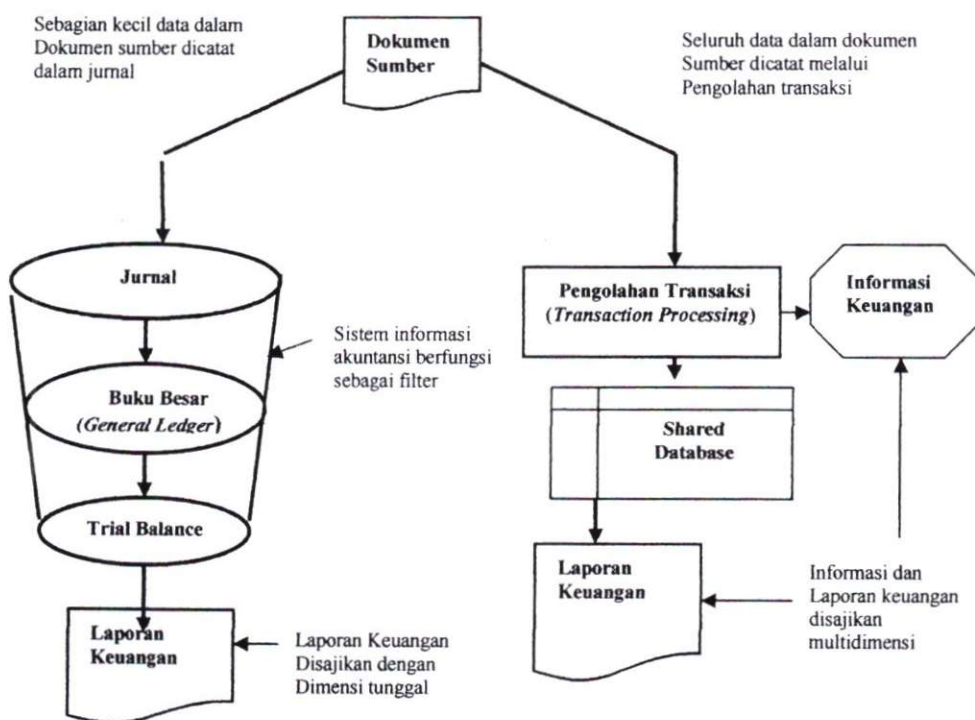 Sebagian kecil data dalam
Dokumen sumber dicatat
dalam jurnal
Dokumen
Sumber
Seluruh data dalam dokumen
Sumber dicatat melalui
Pengolahan transaksi
Jurnal
Buku Besar
(General Ledger)
Trial Balance
Sistem informasi
akuntansi berfungsi
sebagai filter
Laporan
Keuangan
Laporan Keuangan
Disajikan dengan
Dimensi tunggal
Pengolahan Transaksi
(Transaction Processing)
Informasi
Keuangan
Shared
Database
Laporan
Keuangan
Informasi dan
Laporan keuangan
disajikan
multidimensi